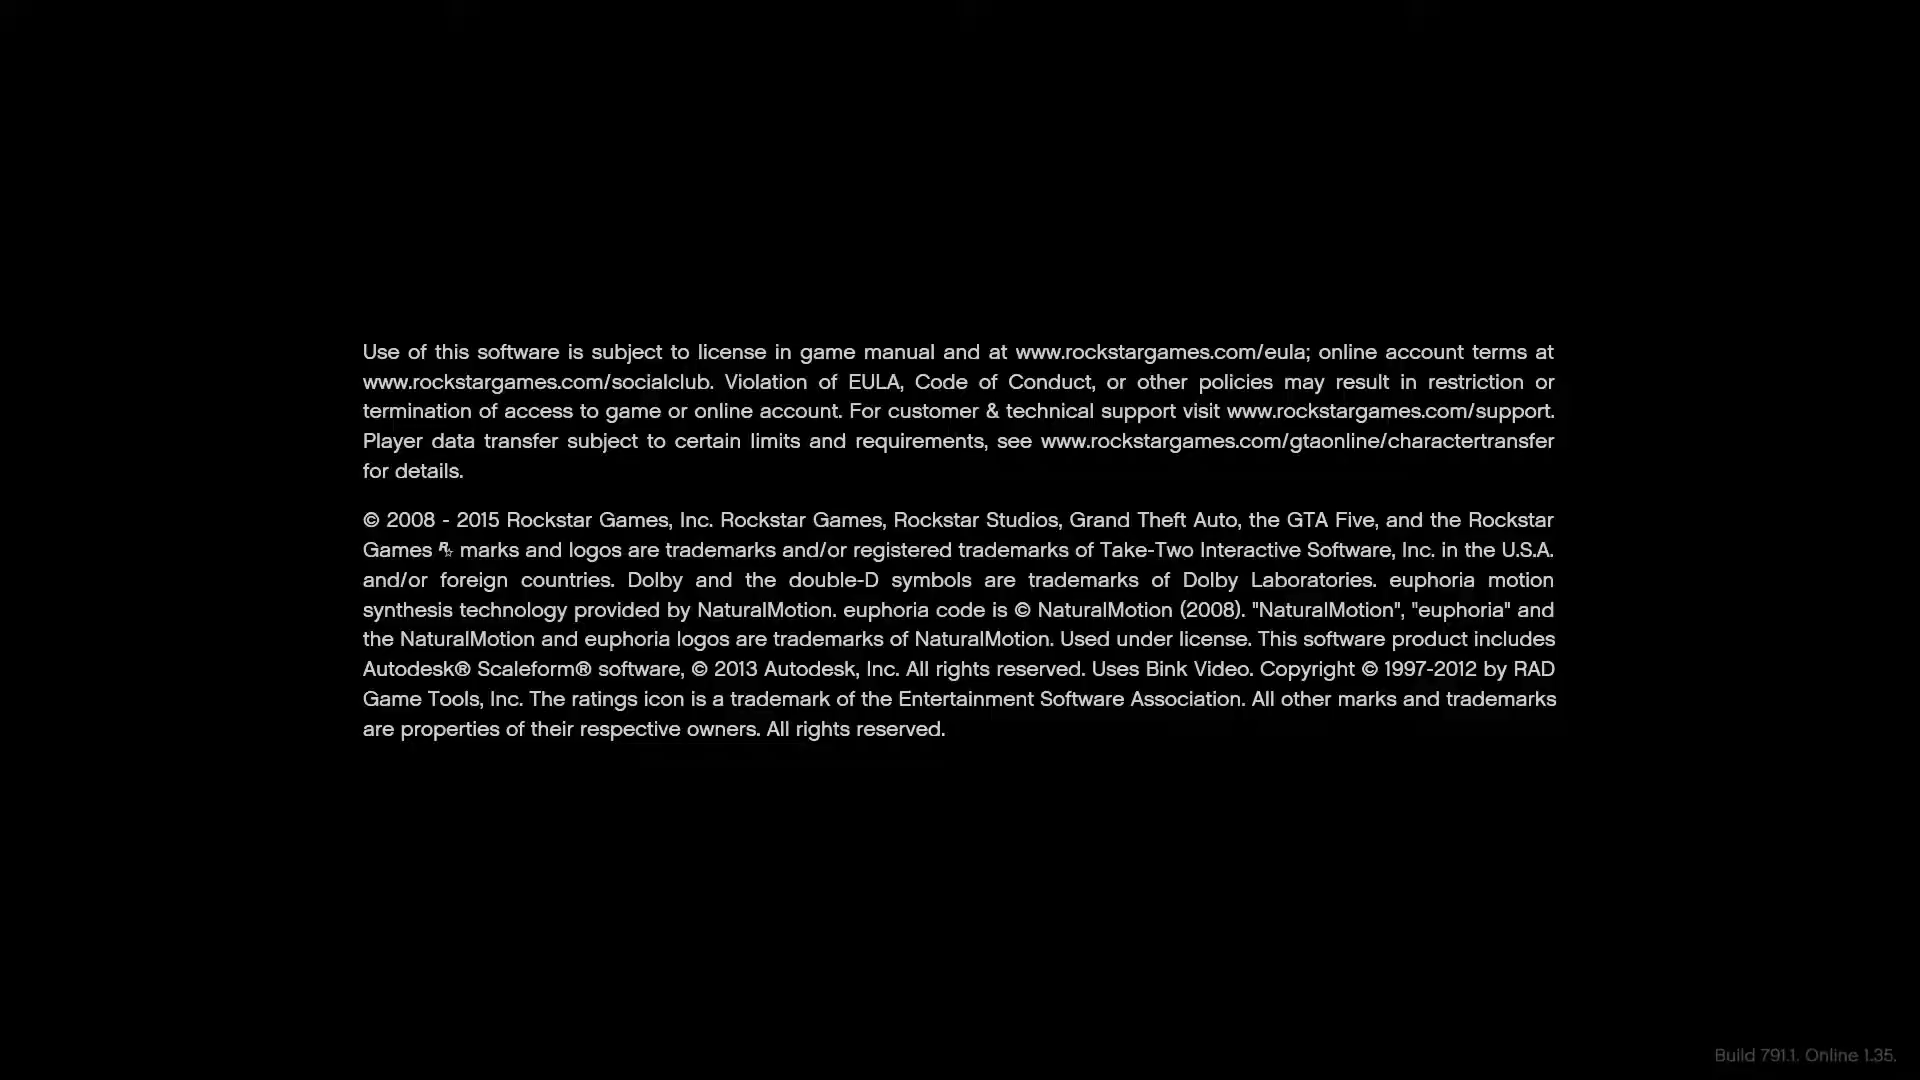 Use of this software is subject to license in game manual and at www.rockstargames.com/eula; online account terms at
www.rockstargames.com/socialclub. Violation of EULA, Code of Conduct, or other policies may result in restriction or
termination of access to game or online account. For customer & technical support visit www.rockstargames.com/support.
Player data transfer subject to certain limits and requirements, see www.rockstargames.com/gtaonline/charactertransfer
for details.
© 2008 - 2015 Rockstar Games, Inc. Rockstar Games, Rockstar Studios, Grand Theft Auto, the GTA Five, and the Rockstar
Games R* marks and logos are trademarks and/or registered trademarks of Take-Two Interactive Software, Inc. in the U.S.A.
and/or foreign countries. Dolby and the double-D symbols are trademarks of Dolby Laboratories. euphoria motion
synthesis technology provided by NaturalMotion. euphoria code is © NaturalMotion (2008). "NaturalMotion", "euphoria" and
the NaturalMotion and euphoria logos are trademarks of NaturalMotion. Used under license. This software product includes
Autodesk® Scaleform® software, © 2013 Autodesk, Inc. All rights reserved. Uses Bink Video. Copyright © 1997-2012 by RAD
Game Tools, Inc. The ratings icon is a trademark of the Entertainment Software Association. All other marks and trademarks
are properties of their respective owners. All rights reserved.
Build 791.1. Online 1.35.